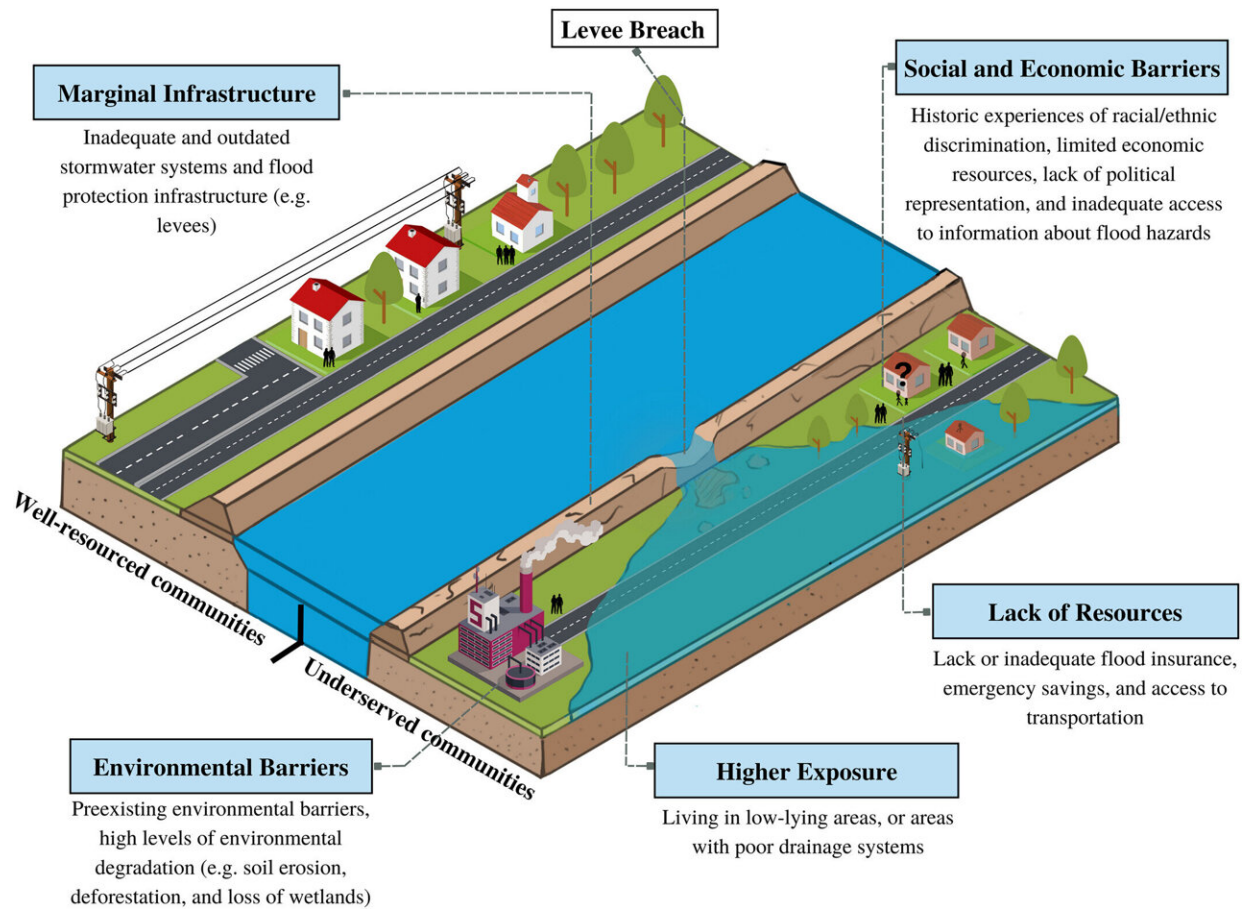 Levee Breach
Marginal Infrastructure
Inadequate and outdated
stormwater systems and flood
protection infrastructure (e.g.
levees)
Social and Economic Barriers
Historic experiences of racial/ethnic
discrimination, limited economic
resources, lack of political
representation, and inadequate access
to information about flood hazards
?
S
Well-resourced communities
Underserved communities
Lack of Resources
Lack or inadequate flood insurance,
emergency savings, and access to
transportation
Environmental Barriers
Preexisting environmental barriers,
high levels of environmental
degradation (e.g. soil erosion,
deforestation, and loss of wetlands)
Higher Exposure
Living in low-lying areas, or areas
with poor drainage systems